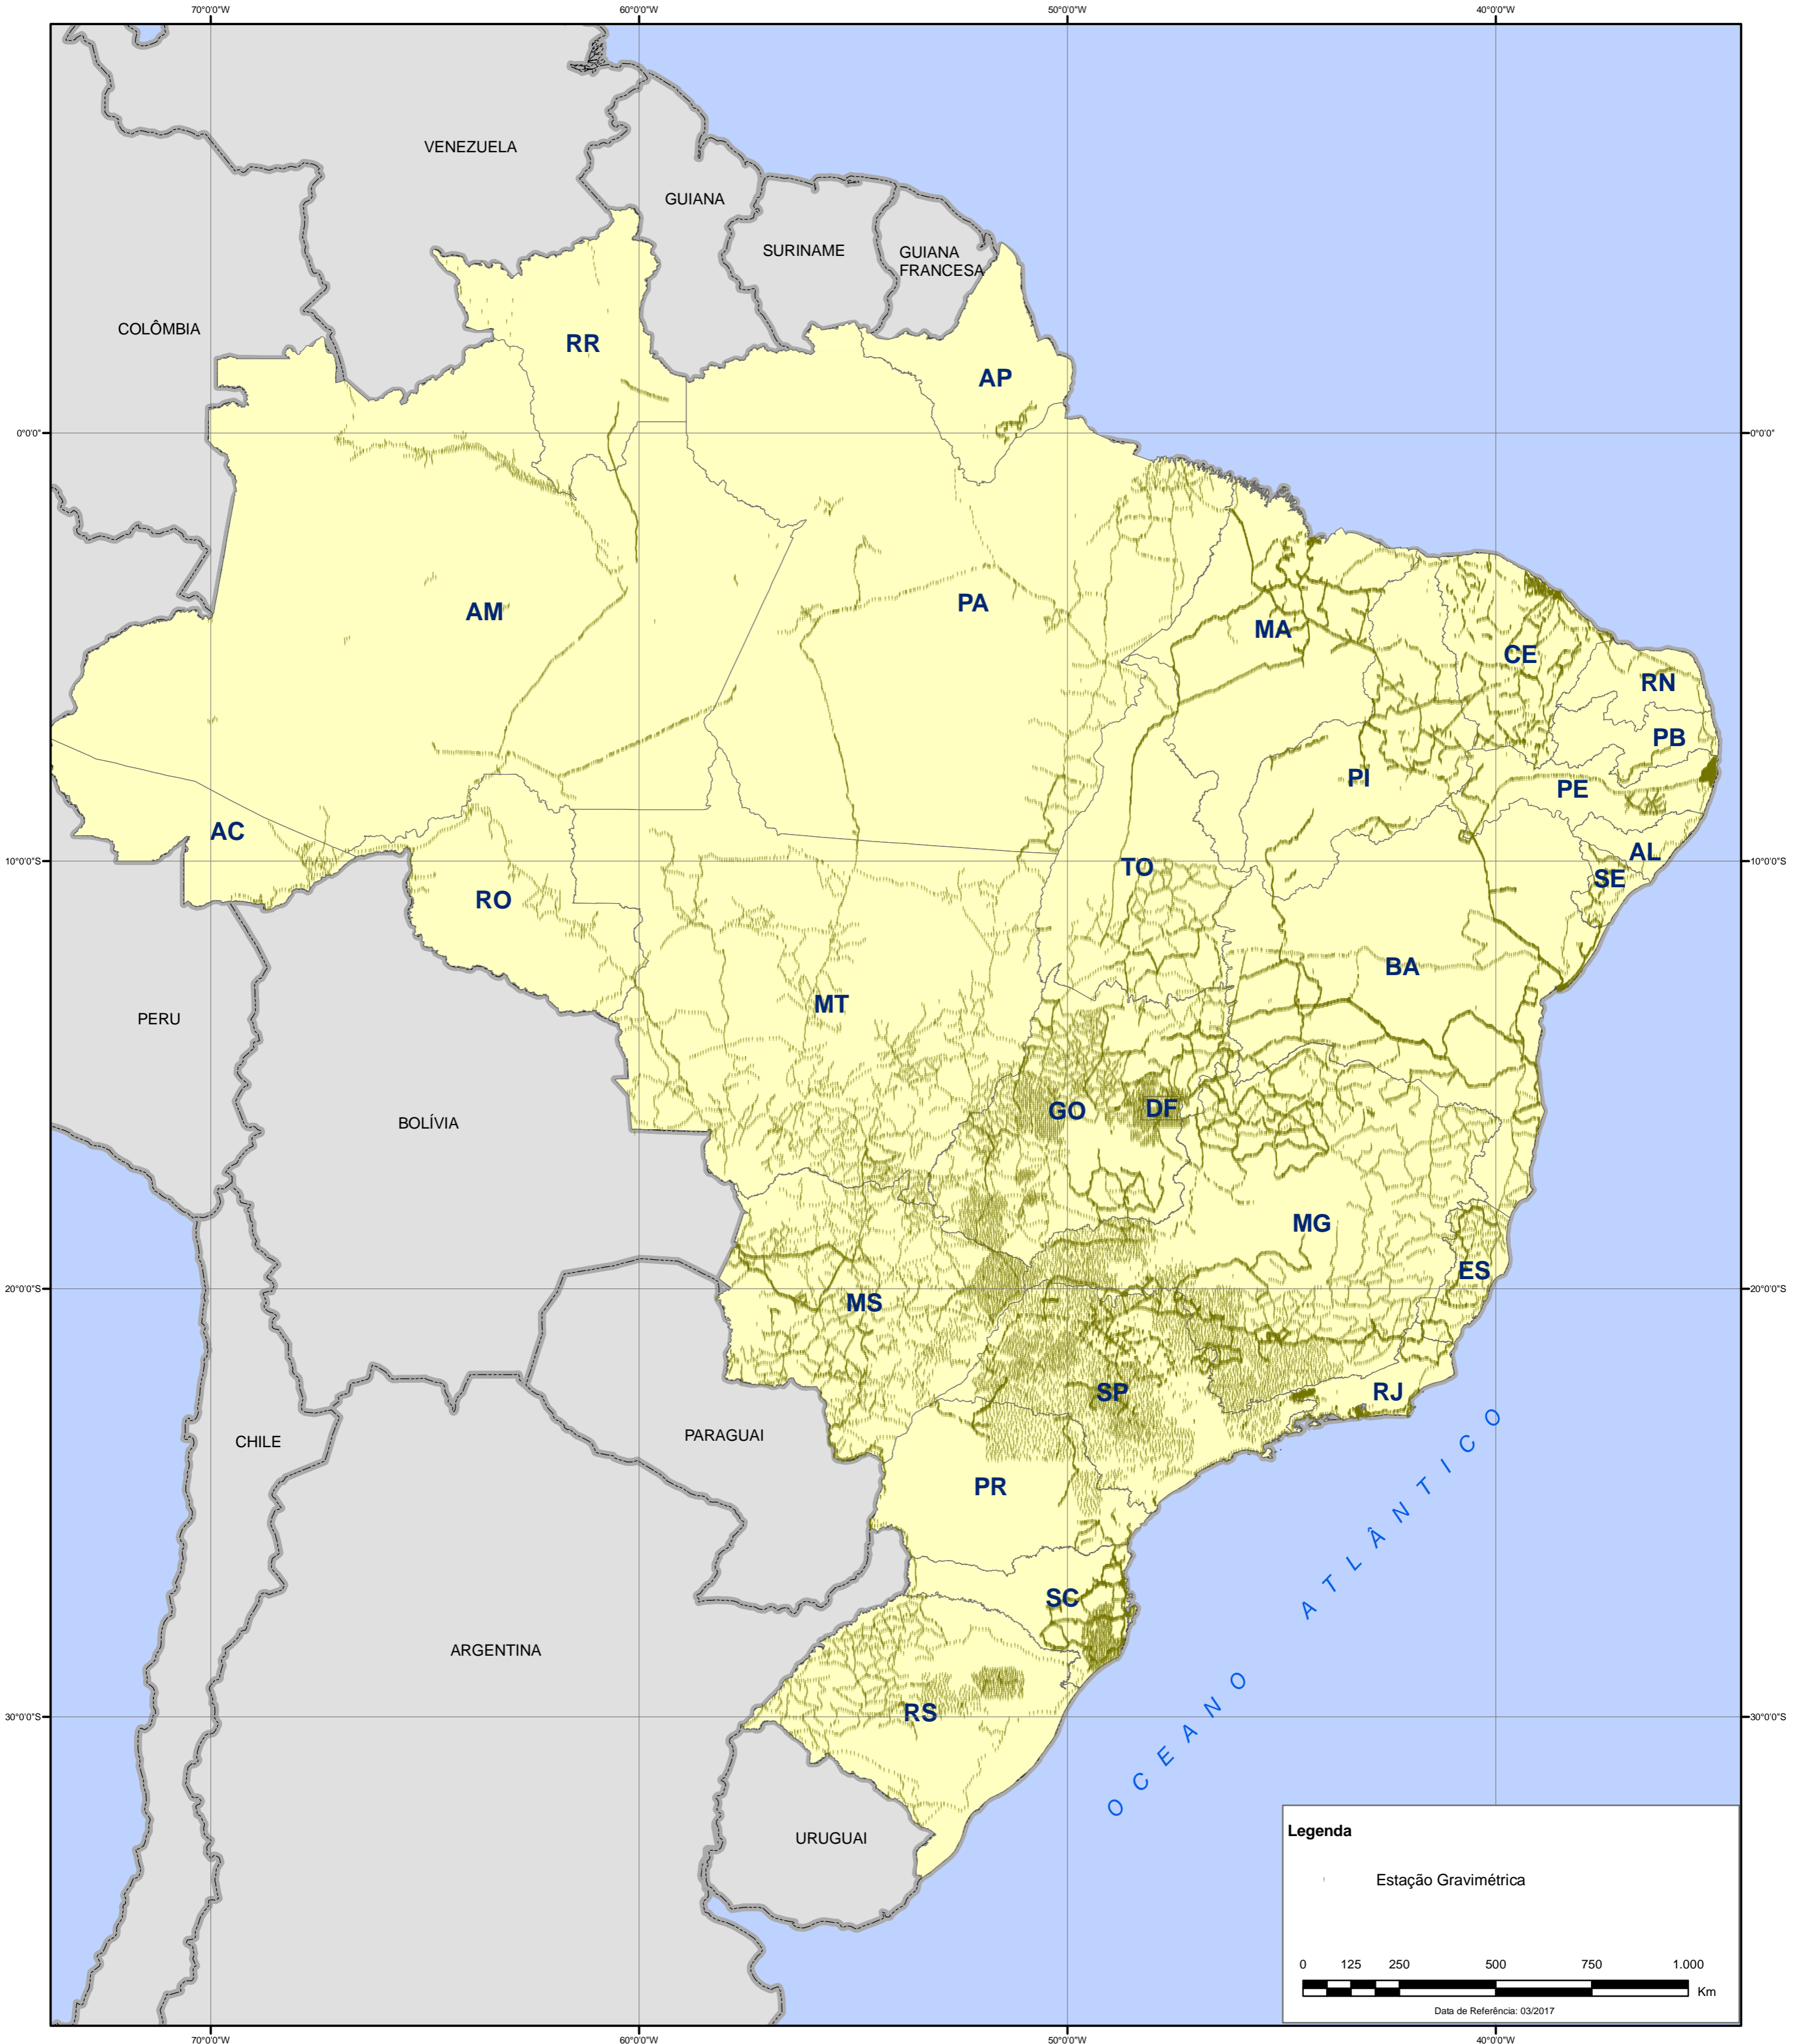 70°0'0"W
60°0'0"W
50°0'0"W
40°0'0"W
VENEZUELA
GUIANA
SURINAME
GUIANA
FRANCESA
COLÔMBIA
RR
AP
0°0'0"
0°0'0"
AM
PA
MA
CE
RN
PB
PI
PE
AC
AL
10°0'0"S
TO
10°0'0"S
SE
RO
BA
MT
PERU
GO
DF
BOLÍVIA
MG
ES
20°0'0"S
MS
20°0'0"S
SP
RJ
CHILE
PARAGUAI
PR
SC
ARGENTINA
OCEANO ATLÂNTICO
30°0'0"S
RS
30°0'0"S
URUGUAI
Legenda
Estação Gravimétrica
0 125 250 500 750 1.000
Km
Data de Referência: 03/2017
70°0'0"W
60°0'0"W
50°0'0"W
40°0'0"W